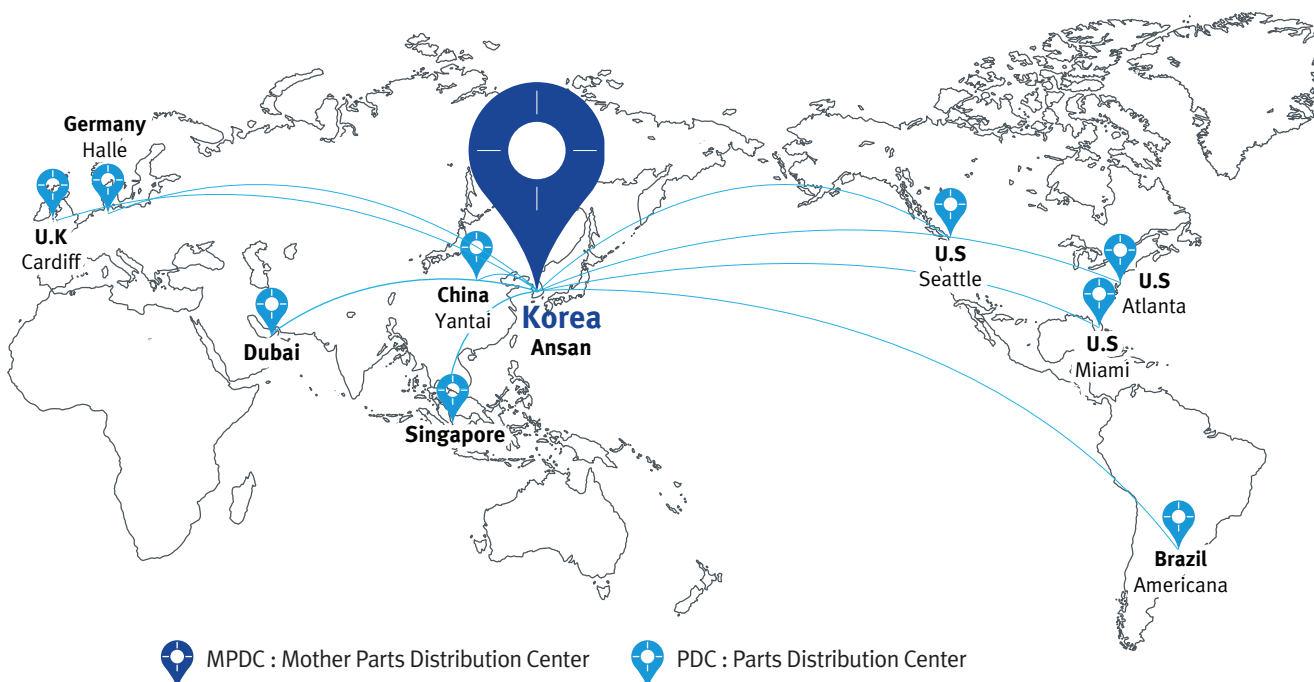 Germany
Halle
U.K
Cardiff
Dubai
China
Yantai
Korea
Ansan
Singapore
U.S
Seattle
U.S
Atlanta
U.S
Miami
Brazil
Americana
MPDC : Mother Parts Distribution Center
PDC : Parts Distribution Center